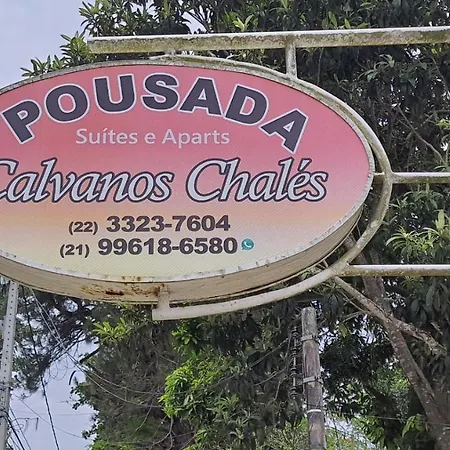 POUSADA
Suítes e Aparts
Calvanos Chalés
(22) 3323-7604
(21) 99618-6580